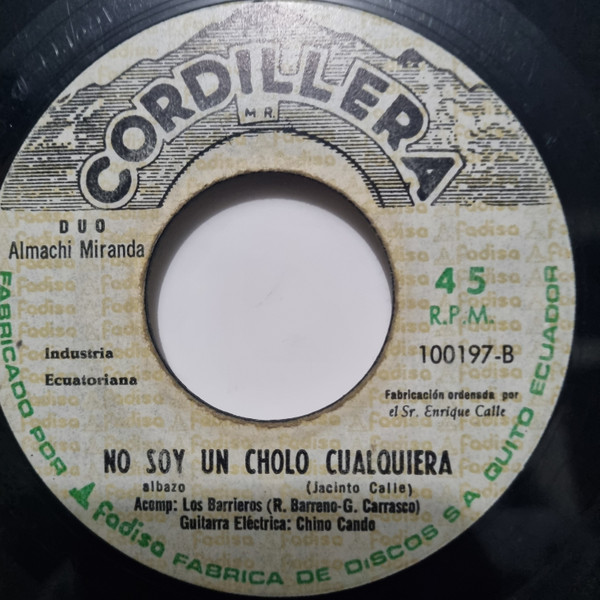 CORDILLERA
M R.
DUO
Almachi Miranda
45
R.P.M.
Industria
Ecuatoriana
100197-B
Fabricación ordenada por
el Sr. Enrique Calle
NO SOY UN CHOLO CUALQUIERA
albazo (Jacinto Calle)
Acomp: Los Barrieros (R. Barreno-G. Carrasco)
Guitarra Eléctrica: Chino Cando
FABRICADO POR fadisa FABRICA DE DISCOS S A QUITO ECUADOR